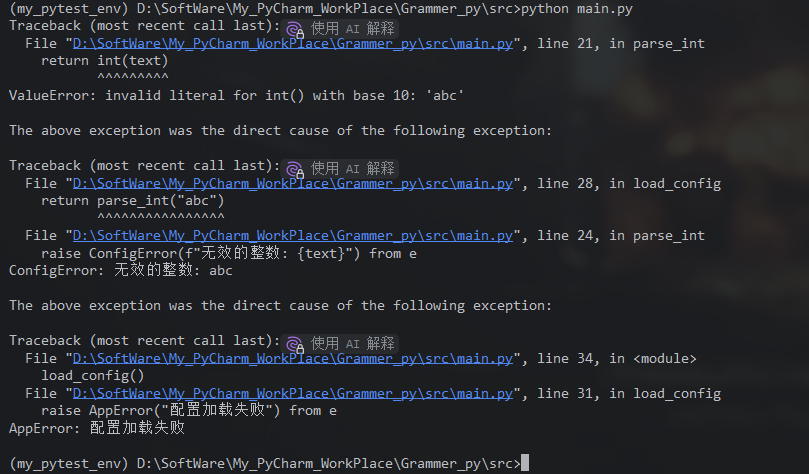 (my_pytest_env) D:\SoftWare\My_PyCharm_WorkPlace\Grammer_py\src>python main.py
Traceback (most recent call last): 使用 AI 解释
  File "D:\SoftWare\My_PyCharm_WorkPlace\Grammer_py\src\main.py", line 21, in parse_int
    return int(text)
           ^^^^^^^^^
ValueError: invalid literal for int() with base 10: 'abc'

The above exception was the direct cause of the following exception:

Traceback (most recent call last): 使用 AI 解释
  File "D:\SoftWare\My_PyCharm_WorkPlace\Grammer_py\src\main.py", line 28, in load_config
    return parse_int("abc")
           ^^^^^^^^^^^^^^^^
  File "D:\SoftWare\My_PyCharm_WorkPlace\Grammer_py\src\main.py", line 24, in parse_int
    raise ConfigError(f"无效的整数: {text}") from e
ConfigError: 无效的整数: abc

The above exception was the direct cause of the following exception:

Traceback (most recent call last): 使用 AI 解释
  File "D:\SoftWare\My_PyCharm_WorkPlace\Grammer_py\src\main.py", line 34, in <module>
    load_config()
  File "D:\SoftWare\My_PyCharm_WorkPlace\Grammer_py\src\main.py", line 31, in load_config
    raise AppError("配置加载失败") from e
AppError: 配置加载失败

(my_pytest_env) D:\SoftWare\My_PyCharm_WorkPlace\Grammer_py\src>